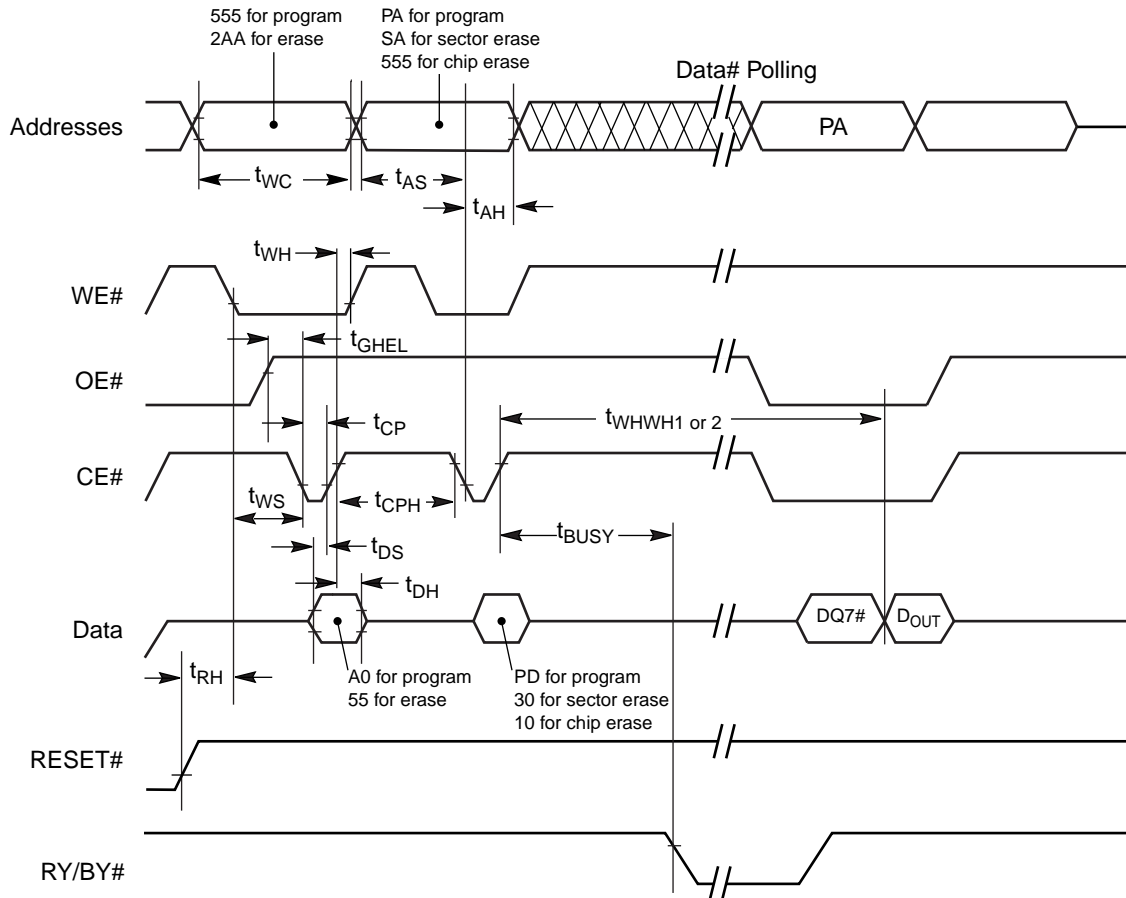 555 for program
2AA for erase
PA for program
SA for sector erase
555 for chip erase
Data# Polling
Addresses
PA
tWC
tAS
tAH
tWH
WE#
tGHEL
OE#
tWHWH1 or 2
tCP
CE#
tWS
tCPH
tBUSY
tDS
tDH
Data
DQ7#
DOUT
tRH
A0 for program
55 for erase
PD for program
30 for sector erase
10 for chip erase
RESET#
RY/BY#